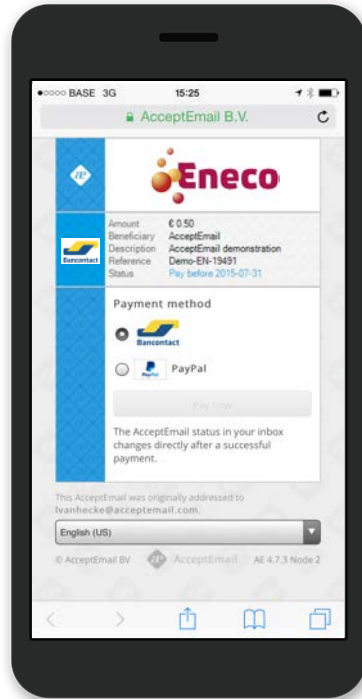 BASE 3G 15:25
AcceptEmail B.V.
Eneco
Amount € 0.50
Beneficiary AcceptEmail
Description AcceptEmail demonstration
Reference Demo-EN-19491
Status Pay before 2015-07-31
Bancontact
Payment method
Bancontact
PayPal PayPal
Pay now
The AcceptEmail status in your inbox
changes directly after a successful
payment.
This AcceptEmail was originally addressed to
lvanhecke@acceptemail.com.
English (US)
© AcceptEmail BV AcceptEmail AE 4.7.3 Node 2